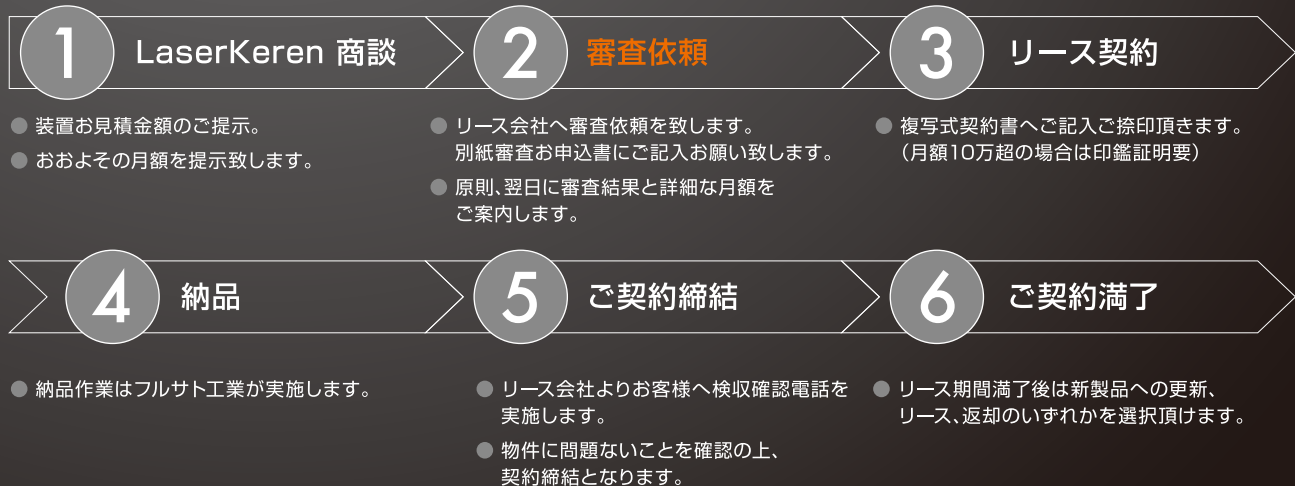 1 LaserKeren 商談
● 装置お見積金額のご提示。
● おおよその月額を提示致します。
2 審査依頼
● リース会社へ審査依頼を致します。
別紙審査お申込書にご記入お願い致します。
● 原則、翌日に審査結果と詳細な月額を
ご案内します。
3 リース契約
● 複写式契約書へご記入ご捺印頂きます。
（月額10万超の場合は印鑑証明要）
4 納品
● 納品作業はフルサト工業が実施します。
5 ご契約締結
● リース会社よりお客様へ検収確認電話を
実施します。
● 物件に問題ないことを確認の上、
契約締結となります。
6 ご契約満了
● リース期間満了後は新製品への更新、
リース、返却のいずれかを選択頂けます。